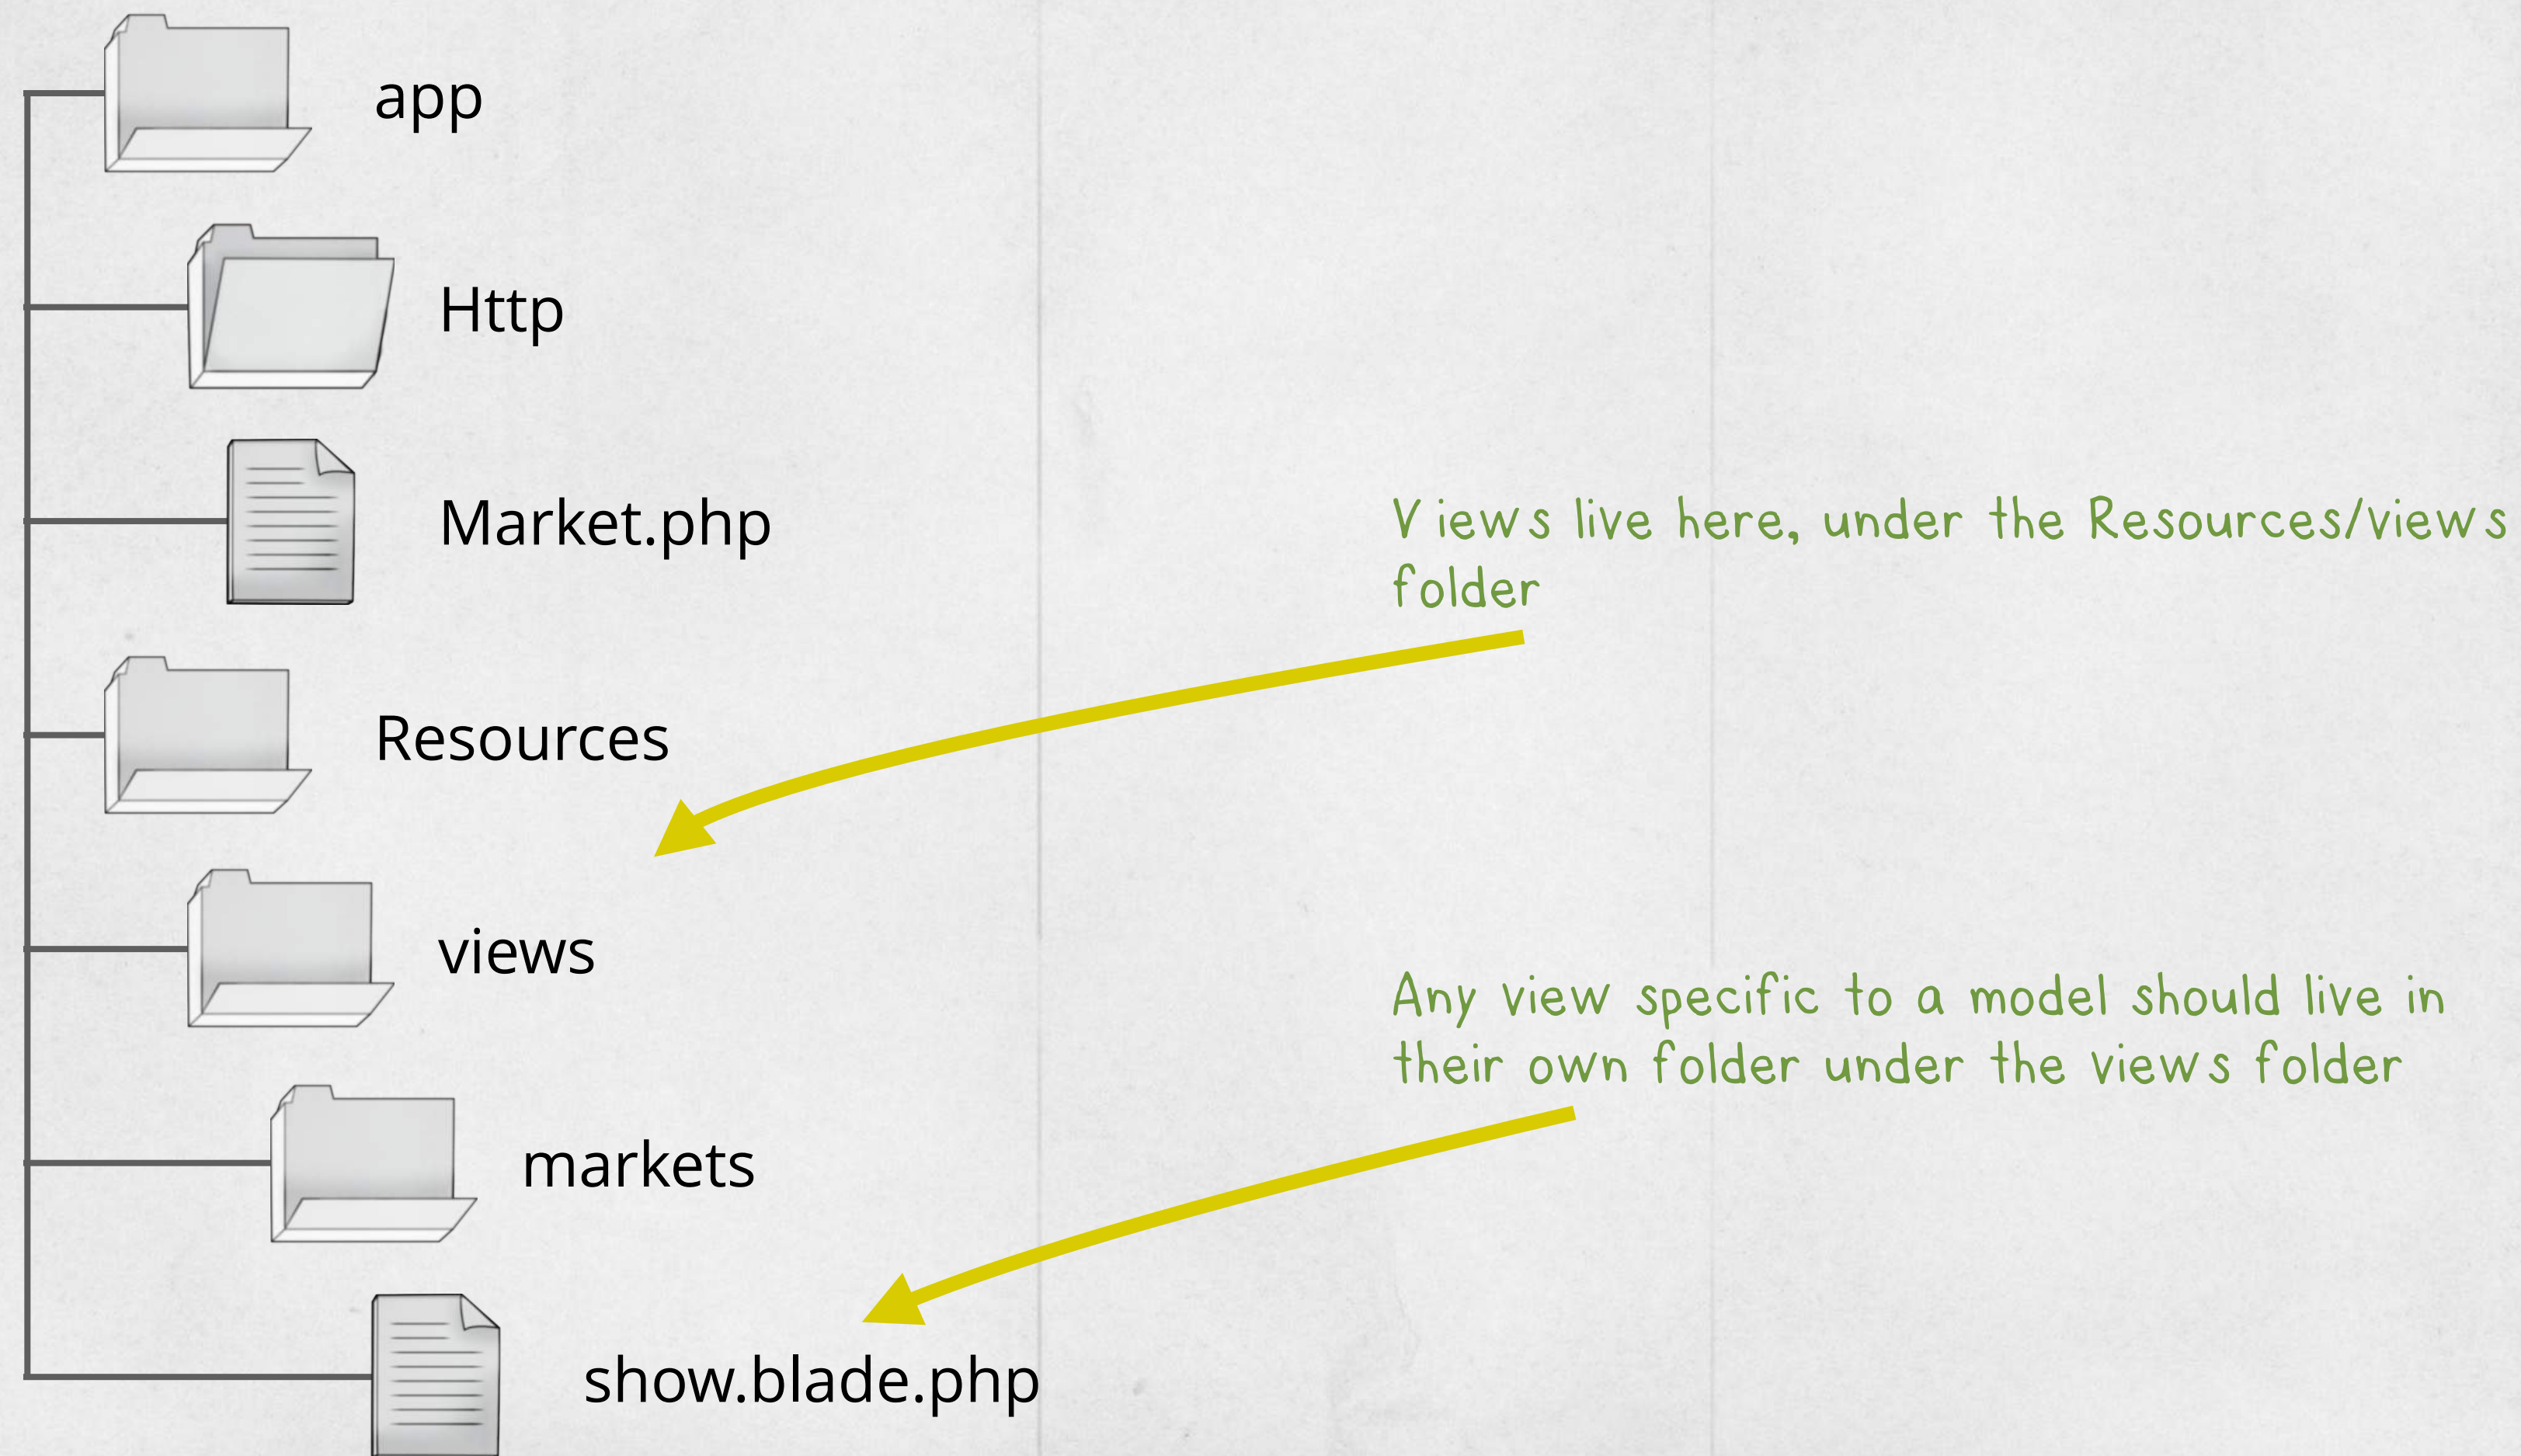 app
Http
Market.php
Views live here, under the Resources/views
folder
Resources
views
Any view specific to a model should live in
their own folder under the views folder
markets
show.blade.php